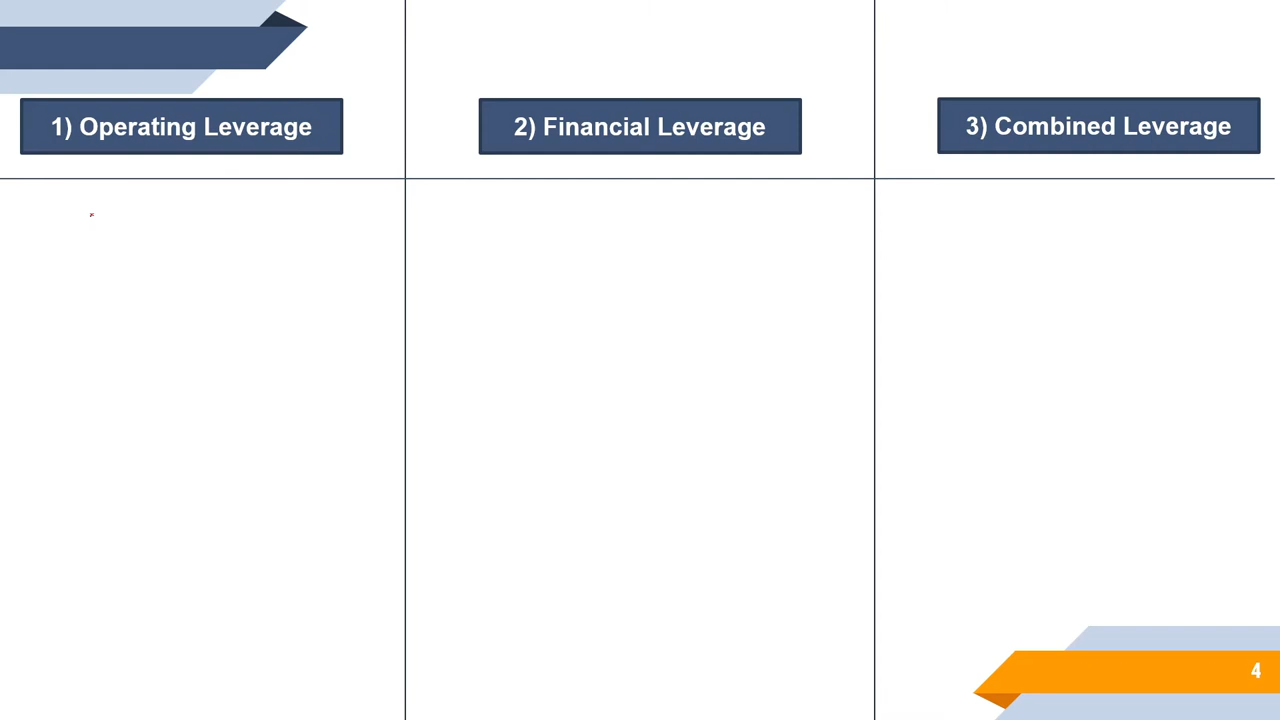 1) Operating Leverage
2) Financial Leverage
3) Combined Leverage
4